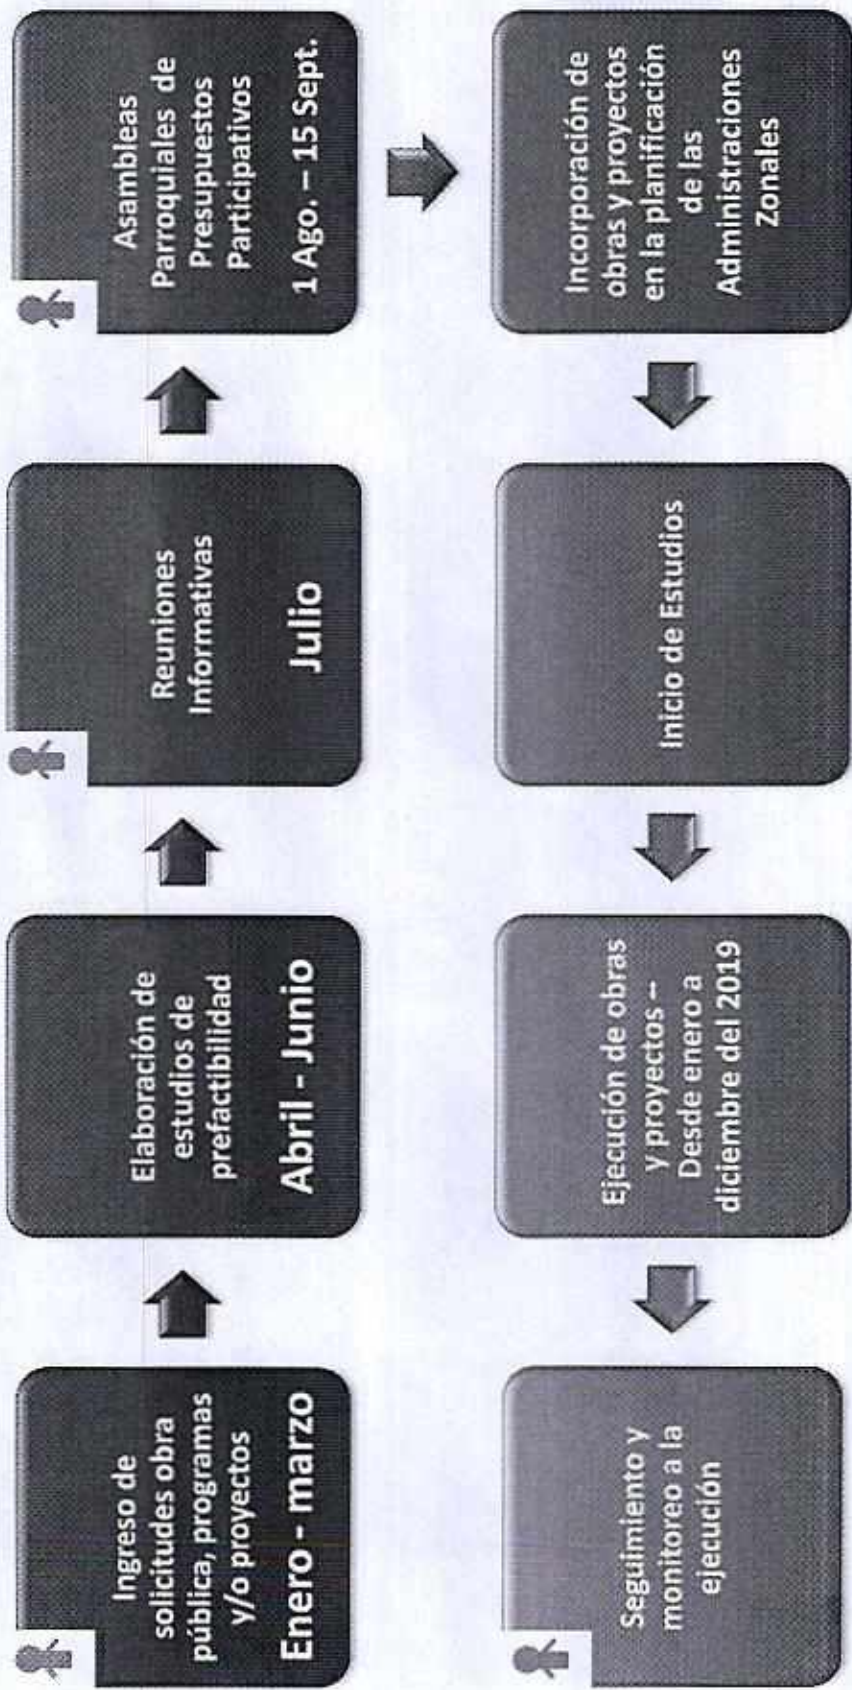 Ingreso de
solicitudes obra
pública, programas
y/o proyectos
Enero - marzo
Elaboración de
estudios de
prefactibilidad
Abril - Junio
Reuniones
Informativas
Julio
Asambleas
Parroquiales de
Presupuestos
Participativos
1 Ago. – 15 Sept.
Incorporación de
obras y proyectos
en la planificación
de las
Administraciones
Zonales
Inicio de Estudios
Ejecución de obras
y proyectos –
Desde enero a
diciembre del 2019
Seguimiento y
monitoreo a la
ejecución